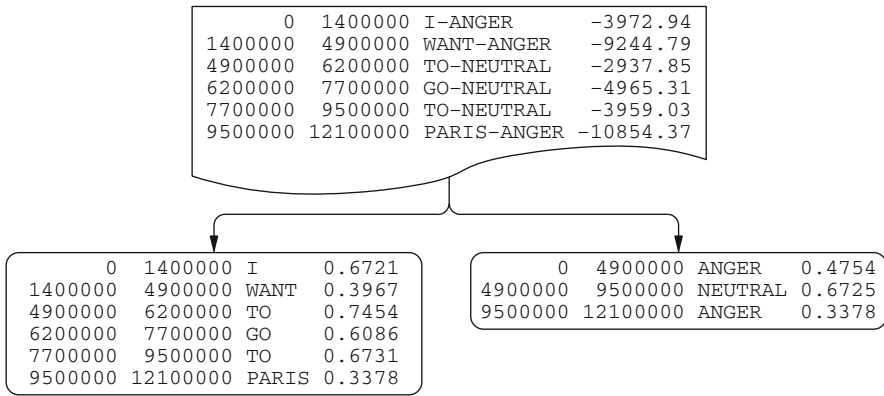 0 1400000 I-ANGER -3972.94
1400000 4900000 WANT-ANGER -9244.79
4900000 6200000 TO-NEUTRAL -2937.85
6200000 7700000 GO-NEUTRAL -4965.31
7700000 9500000 TO-NEUTRAL -3959.03
9500000 12100000 PARIS-ANGER -10854.37
0 1400000 I 0.6721
1400000 4900000 WANT 0.3967
4900000 6200000 TO 0.7454
6200000 7700000 GO 0.6086
7700000 9500000 TO 0.6731
9500000 12100000 PARIS 0.3378
0 4900000 ANGER 0.4754
4900000 9500000 NEUTRAL 0.6725
9500000 12100000 ANGER 0.3378